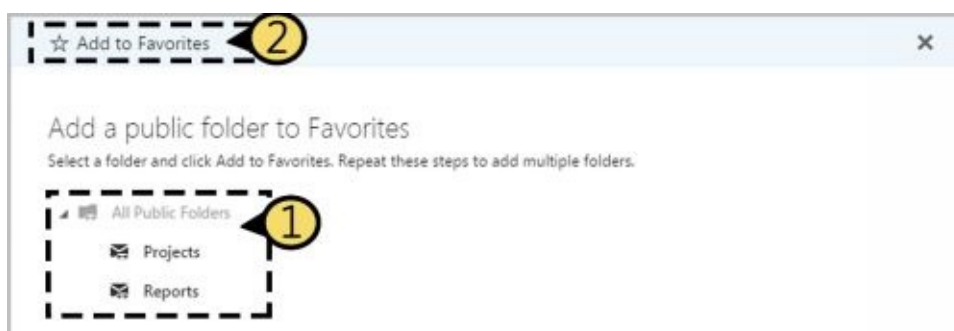 ☆ Add to Favorites 2 ×
Add a public folder to Favorites
Select a folder and click Add to Favorites. Repeat these steps to add multiple folders.
All Public Folders 1
Projects
Reports